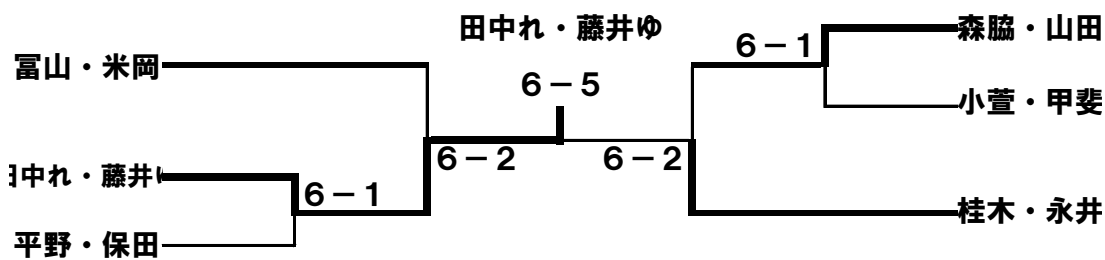 田中れ・藤井ゆ
森脇・山田
6－1
冨山・米岡
6－5
小萱・甲斐
6－2
6－2
田中れ・藤井ゆ
6－1
桂木・永井
平野・保田